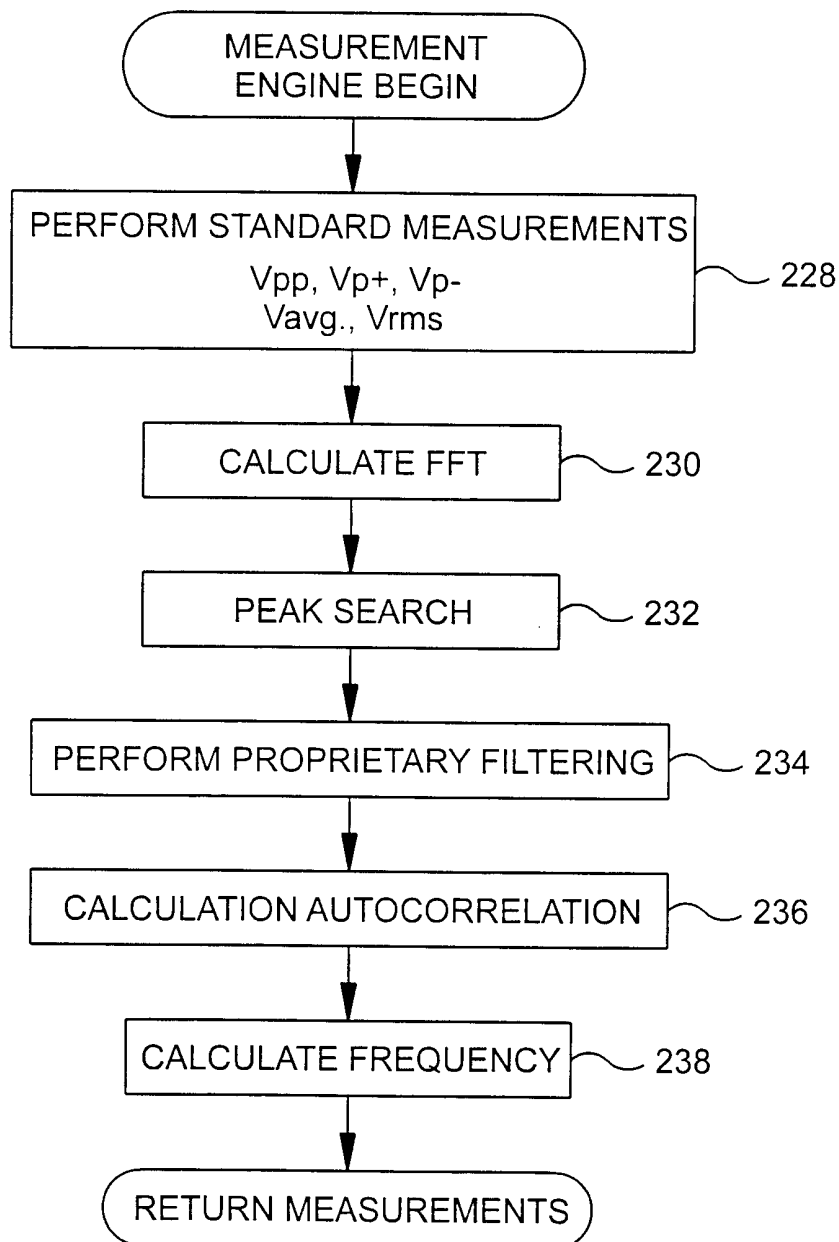 MEASUREMENT
ENGINE BEGIN
PERFORM STANDARD MEASUREMENTS
Vpp, Vp+, Vp-
Vavg., Vrms
228
CALCULATE FFT
230
PEAK SEARCH
232
PERFORM PROPRIETARY FILTERING
234
CALCULATION AUTOCORRELATION
236
CALCULATE FREQUENCY
238
RETURN MEASUREMENTS